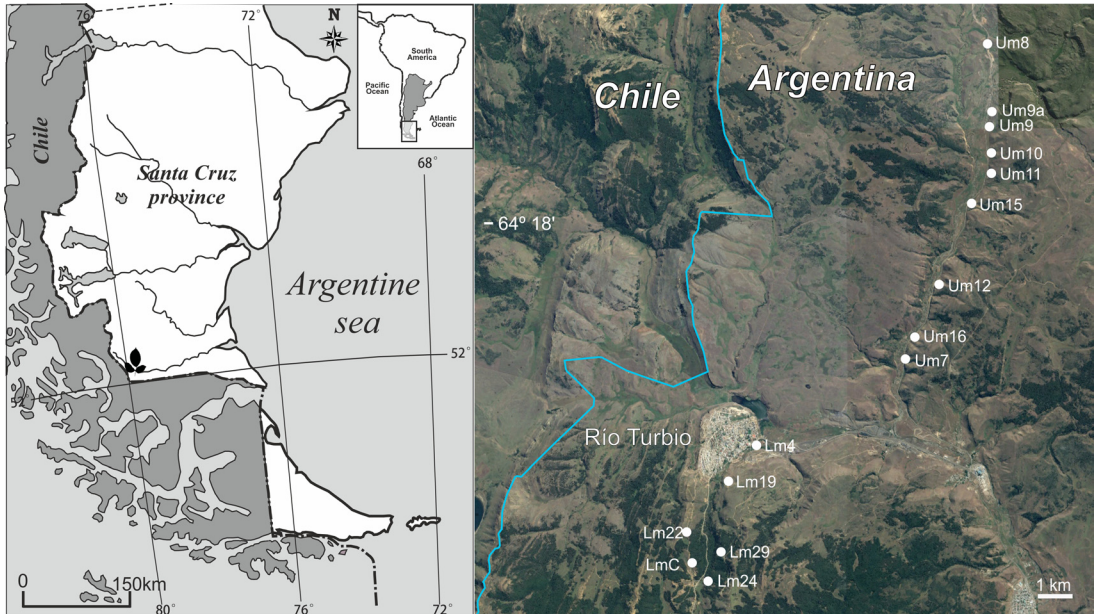 76
72
N
South
America
Pacific
Ocean
Atlantic
Ocean
Chile
68
Santa Cruz
province
Argentine
sea
52
52
0
150km
80
76
72
Chile
Argentina
64º 18'
Río Turbio
Um8
Um9a
Um9
Um10
Um11
Um15
Um12
Um16
Um7
Lm4
Lm19
Lm22
Lm29
LmC
Lm24
1 km